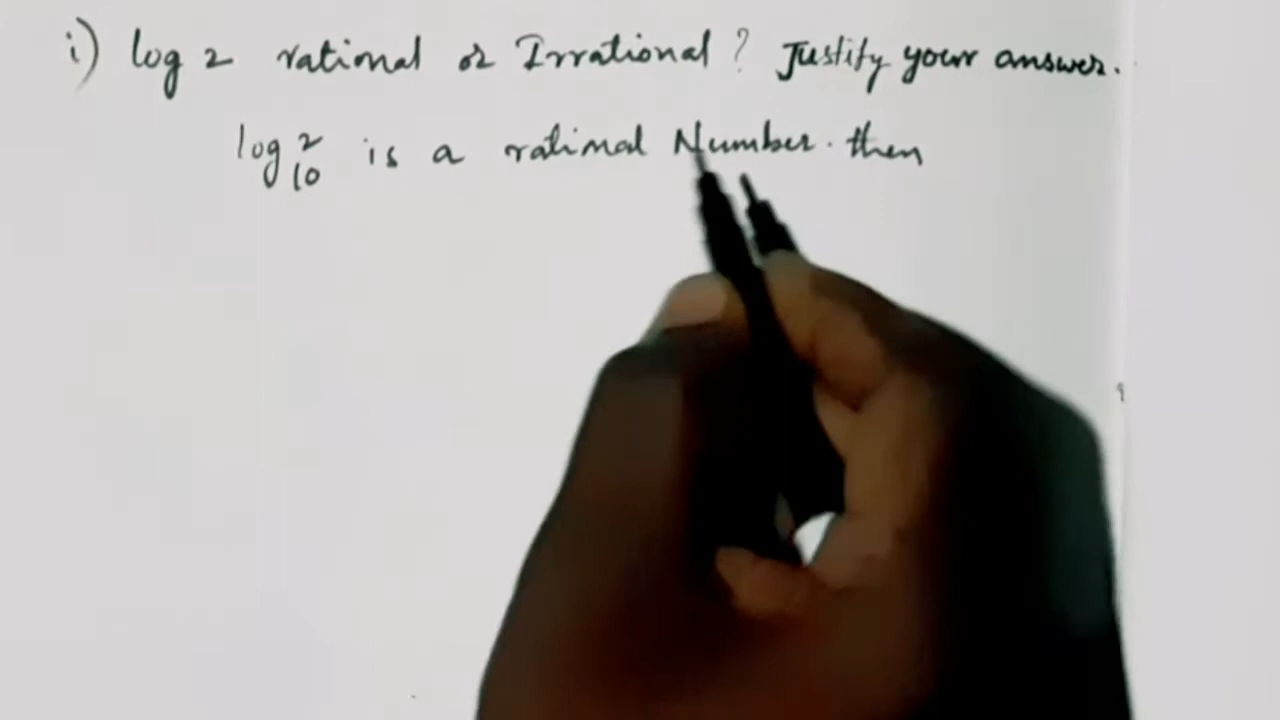 i) log 2 rational or Irrational? Justify your answer.
log 2 10 is a rational Number. then